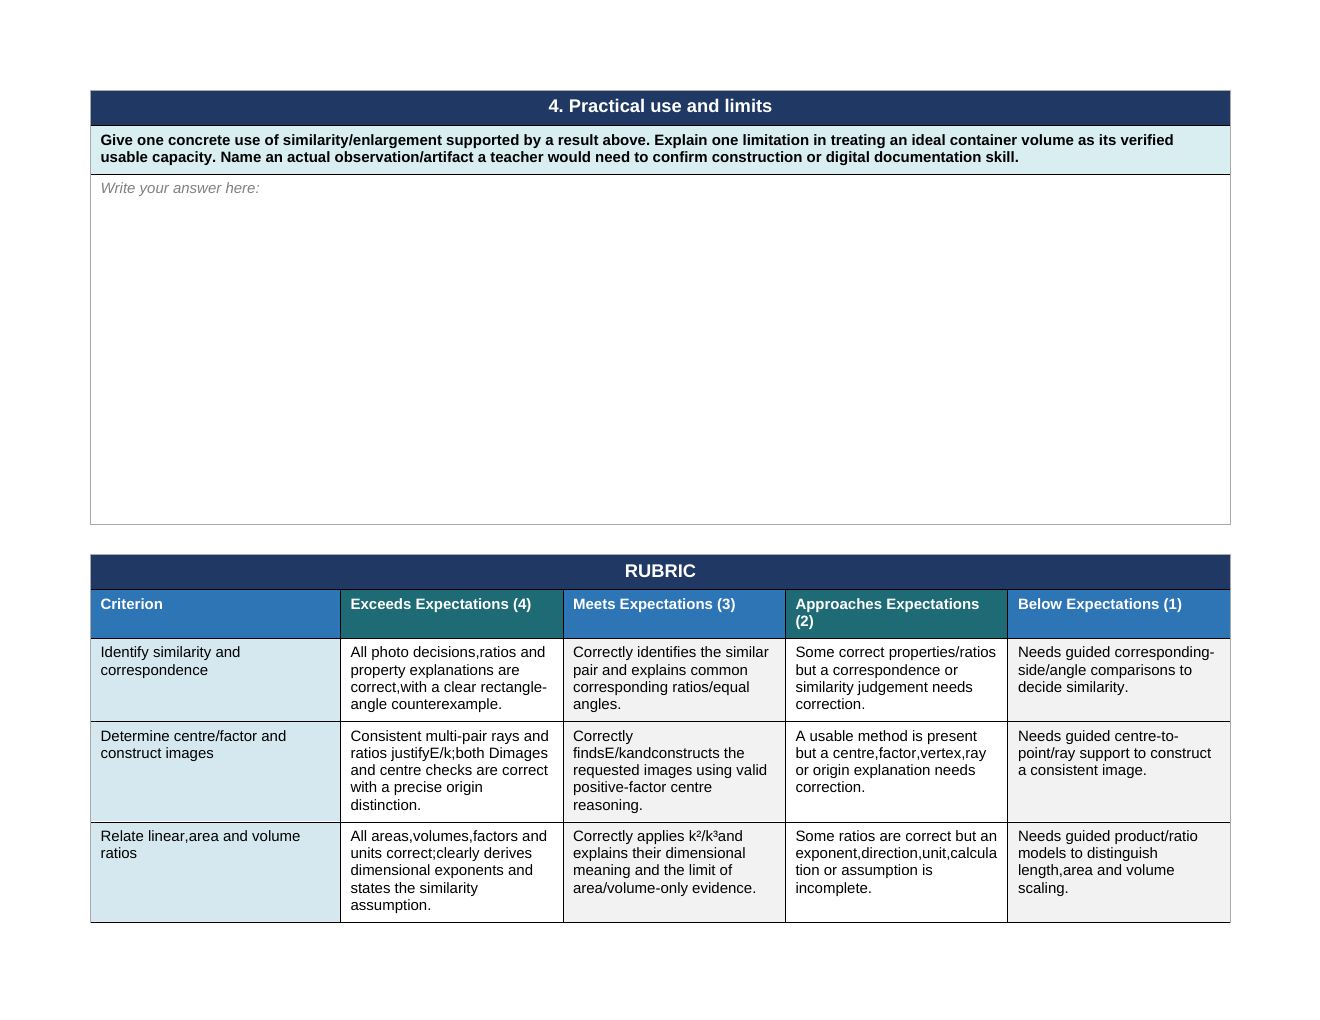 4. Practical use and limits
Give one concrete use of similarity/enlargement supported by a result above. Explain one limitation in treating an ideal container volume as its verified
usable capacity. Name an actual observation/artifact a teacher would need to confirm construction or digital documentation skill.
Write your answer here:
RUBRIC
Criterion
Exceeds Expectations (4)
Meets Expectations (3)
Approaches Expectations
(2)
Below Expectations (1)
Identify similarity and
correspondence
All photo decisions,ratios and
property explanations are
correct,with a clear rectangle-
angle counterexample.
Correctly identifies the similar
pair and explains common
corresponding ratios/equal
angles.
Some correct properties/ratios
but a correspondence or
similarity judgement needs
correction.
Needs guided corresponding-
side/angle comparisons to
decide similarity.
Determine centre/factor and
construct images
Consistent multi-pair rays and
ratios justifyE/k;both Dimages
and centre checks are correct
with a precise origin
distinction.
Correctly
findsE/kandconstructs the
requested images using valid
positive-factor centre
reasoning.
A usable method is present
but a centre,factor,vertex,ray
or origin explanation needs
correction.
Needs guided centre-to-
point/ray support to construct
a consistent image.
Relate linear,area and volume
ratios
All areas,volumes,factors and
units correct;clearly derives
dimensional exponents and
states the similarity
assumption.
Correctly applies k²/k³and
explains their dimensional
meaning and the limit of
area/volume-only evidence.
Some ratios are correct but an
exponent,direction,unit,calcula
tion or assumption is
incomplete.
Needs guided product/ratio
models to distinguish
length,area and volume
scaling.